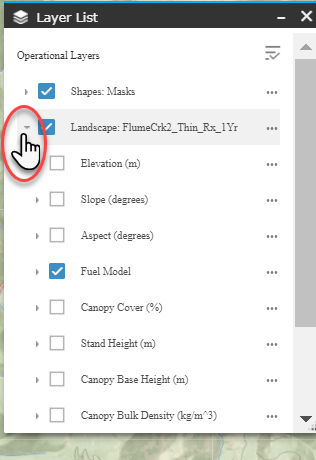 Layer List
Operational Layers
Shapes: Masks
Landscape: FlumeCrk2_Thin_Rx_1Yr
Elevation (m)
Slope (degrees)
Aspect (degrees)
Fuel Model
Canopy Cover (%)
Stand Height (m)
Canopy Base Height (m)
Canopy Bulk Density (kg/m^3)